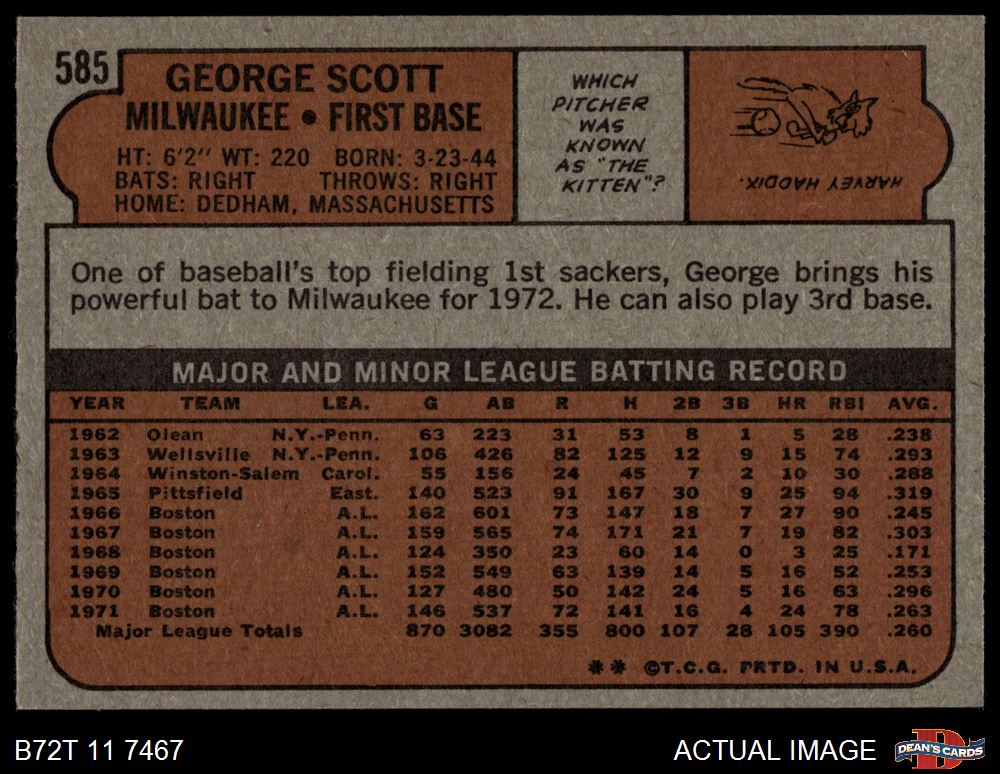 585
GEORGE SCOTT
MILWAUKEE • FIRST BASE
HT: 6'2" WT: 220 BORN: 3-23-44
BATS: RIGHT THROWS: RIGHT
HOME: DEDHAM, MASSACHUSETTS
WHICH
PITCHER
WAS
KNOWN
AS "THE
KITTEN"?
HARVEY HADDIX.
One of baseball's top fielding 1st sackers, George brings his
powerful bat to Milwaukee for 1972. He can also play 3rd base.
MAJOR AND MINOR LEAGUE BATTING RECORD
YEAR TEAM LEA. G AB R H 2B 3B HR RBI AVG.
1962 Olean N.Y.-Penn. 63 223 31 53 8 1 5 28 .238
1963 Wellsville N.Y.-Penn. 106 426 82 125 12 9 15 74 .293
1964 Winston-Salem Carol. 55 156 24 45 7 2 10 30 .288
1965 Pittsfield East. 140 523 91 167 30 9 25 94 .319
1966 Boston A.L. 162 601 73 147 18 7 27 90 .245
1967 Boston A.L. 159 565 74 171 21 7 19 82 .303
1968 Boston A.L. 124 350 23 60 14 0 3 25 .171
1969 Boston A.L. 152 549 63 139 14 5 16 52 .253
1970 Boston A.L. 127 480 50 142 24 5 16 63 .296
1971 Boston A.L. 146 537 72 141 16 4 24 78 .263
Major League Totals 870 3082 355 800 107 28 105 390 .260
** ©T.C.G. PRTD. IN U.S.A.
B72T 11 7467
ACTUAL IMAGE
D
DEAN'S CARDS